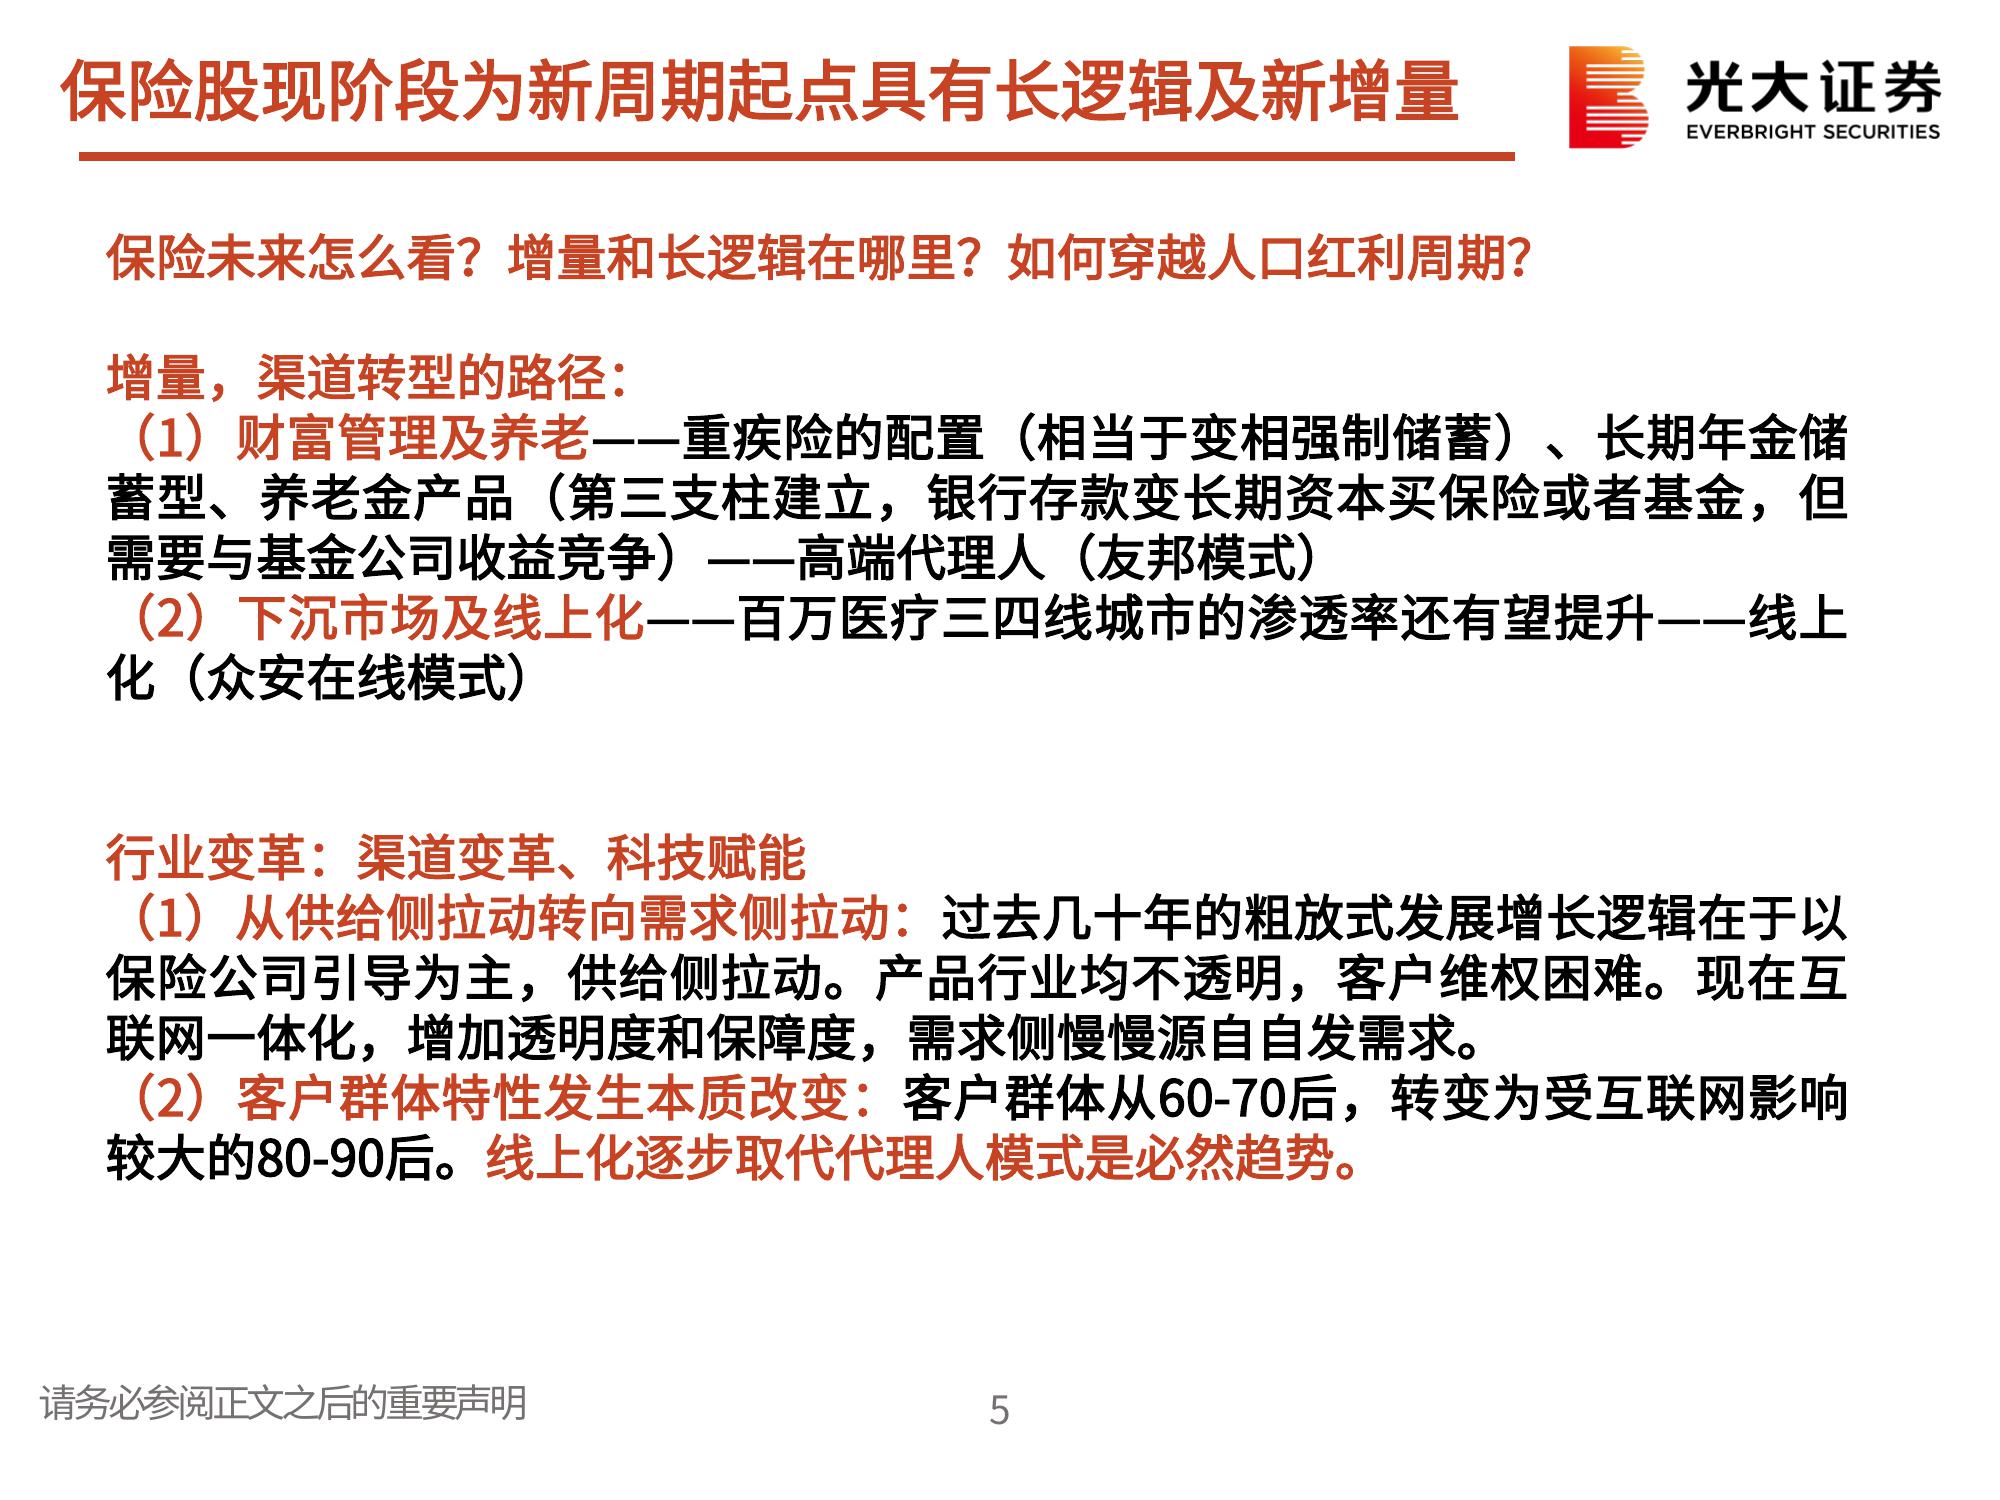 保险股现阶段为新周期起点具有长逻辑及新增量
光大证券
EVERBRIGHT SECURITIES
保险未来怎么看？增量和长逻辑在哪里？如何穿越人口红利周期？
增量，渠道转型的路径：
（1）财富管理及养老——重疾险的配置（相当于变相强制储蓄）、长期年金储
蓄型、养老金产品（第三支柱建立，银行存款变长期资本买保险或者基金，但
需要与基金公司收益竞争）——高端代理人（友邦模式）
（2）下沉市场及线上化——百万医疗三四线城市的渗透率还有望提升——线上
化（众安在线模式）
行业变革：渠道变革、科技赋能
（1）从供给侧拉动转向需求侧拉动：过去几十年的粗放式发展增长逻辑在于以
保险公司引导为主，供给侧拉动。产品行业均不透明，客户维权困难。现在互
联网一体化，增加透明度和保障度，需求侧慢慢源自自发需求。
（2）客户群体特性发生本质改变：客户群体从60-70后，转变为受互联网影响
较大的80-90后。线上化逐步取代代理人模式是必然趋势。
请务必参阅正文之后的重要声明
5